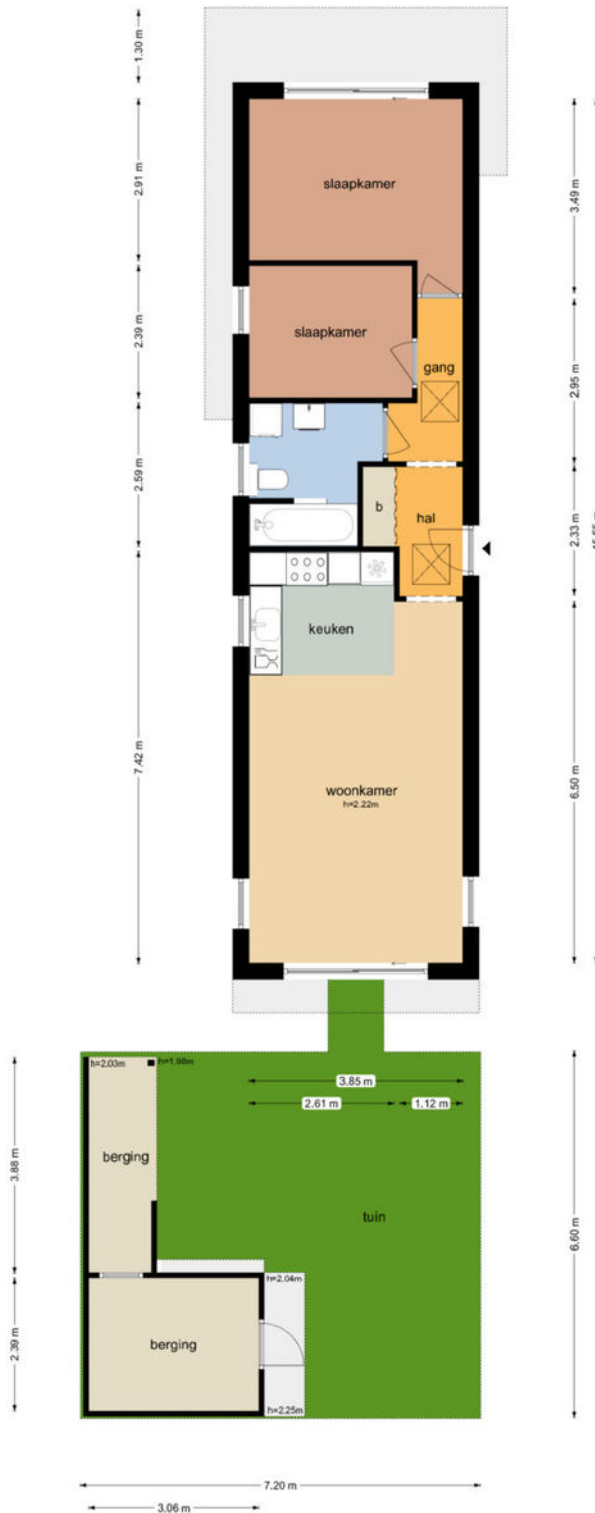 1.30 m
2.91 m
3.49 m
slaapkamer
2.39 m
slaapkamer
gang
2.95 m
2.59 m
b
hal
2.33 m
keuken
7.42 m
woonkamer
h=2.22m
6.50 m
h=2.03m
h=1.98m
3.85 m
2.61 m
1.12 m
3.88 m
berging
tuin
6.60 m
h=2.04m
2.39 m
berging
h=2.25m
7.20 m
3.06 m